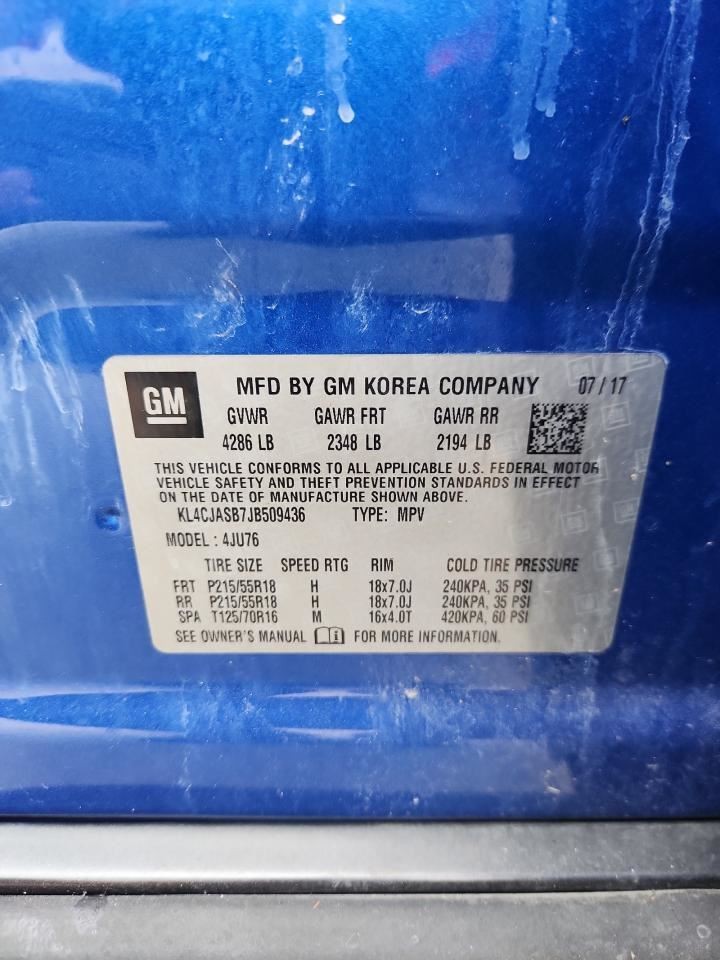 GM MFD BY GM KOREA COMPANY 07/17
GVWR GAWR FRT GAWR RR
4286 LB 2348 LB 2194 LB
THIS VEHICLE CONFORMS TO ALL APPLICABLE U.S. FEDERAL MOTOR
VEHICLE SAFETY AND THEFT PREVENTION STANDARDS IN EFFECT
ON THE DATE OF MANUFACTURE SHOWN ABOVE.
KL4CJASB7JB509436 TYPE: MPV
MODEL : 4JU76
TIRE SIZE SPEED RTG RIM COLD TIRE PRESSURE
FRT P215/55R18 H 18x7.0J 240KPA, 35 PSI
RR P215/55R18 H 18x7.0J 240KPA, 35 PSI
SPA T125/70R16 M 16x4.0T 420KPA, 60 PSI
SEE OWNER'S MANUAL i FOR MORE INFORMATION.